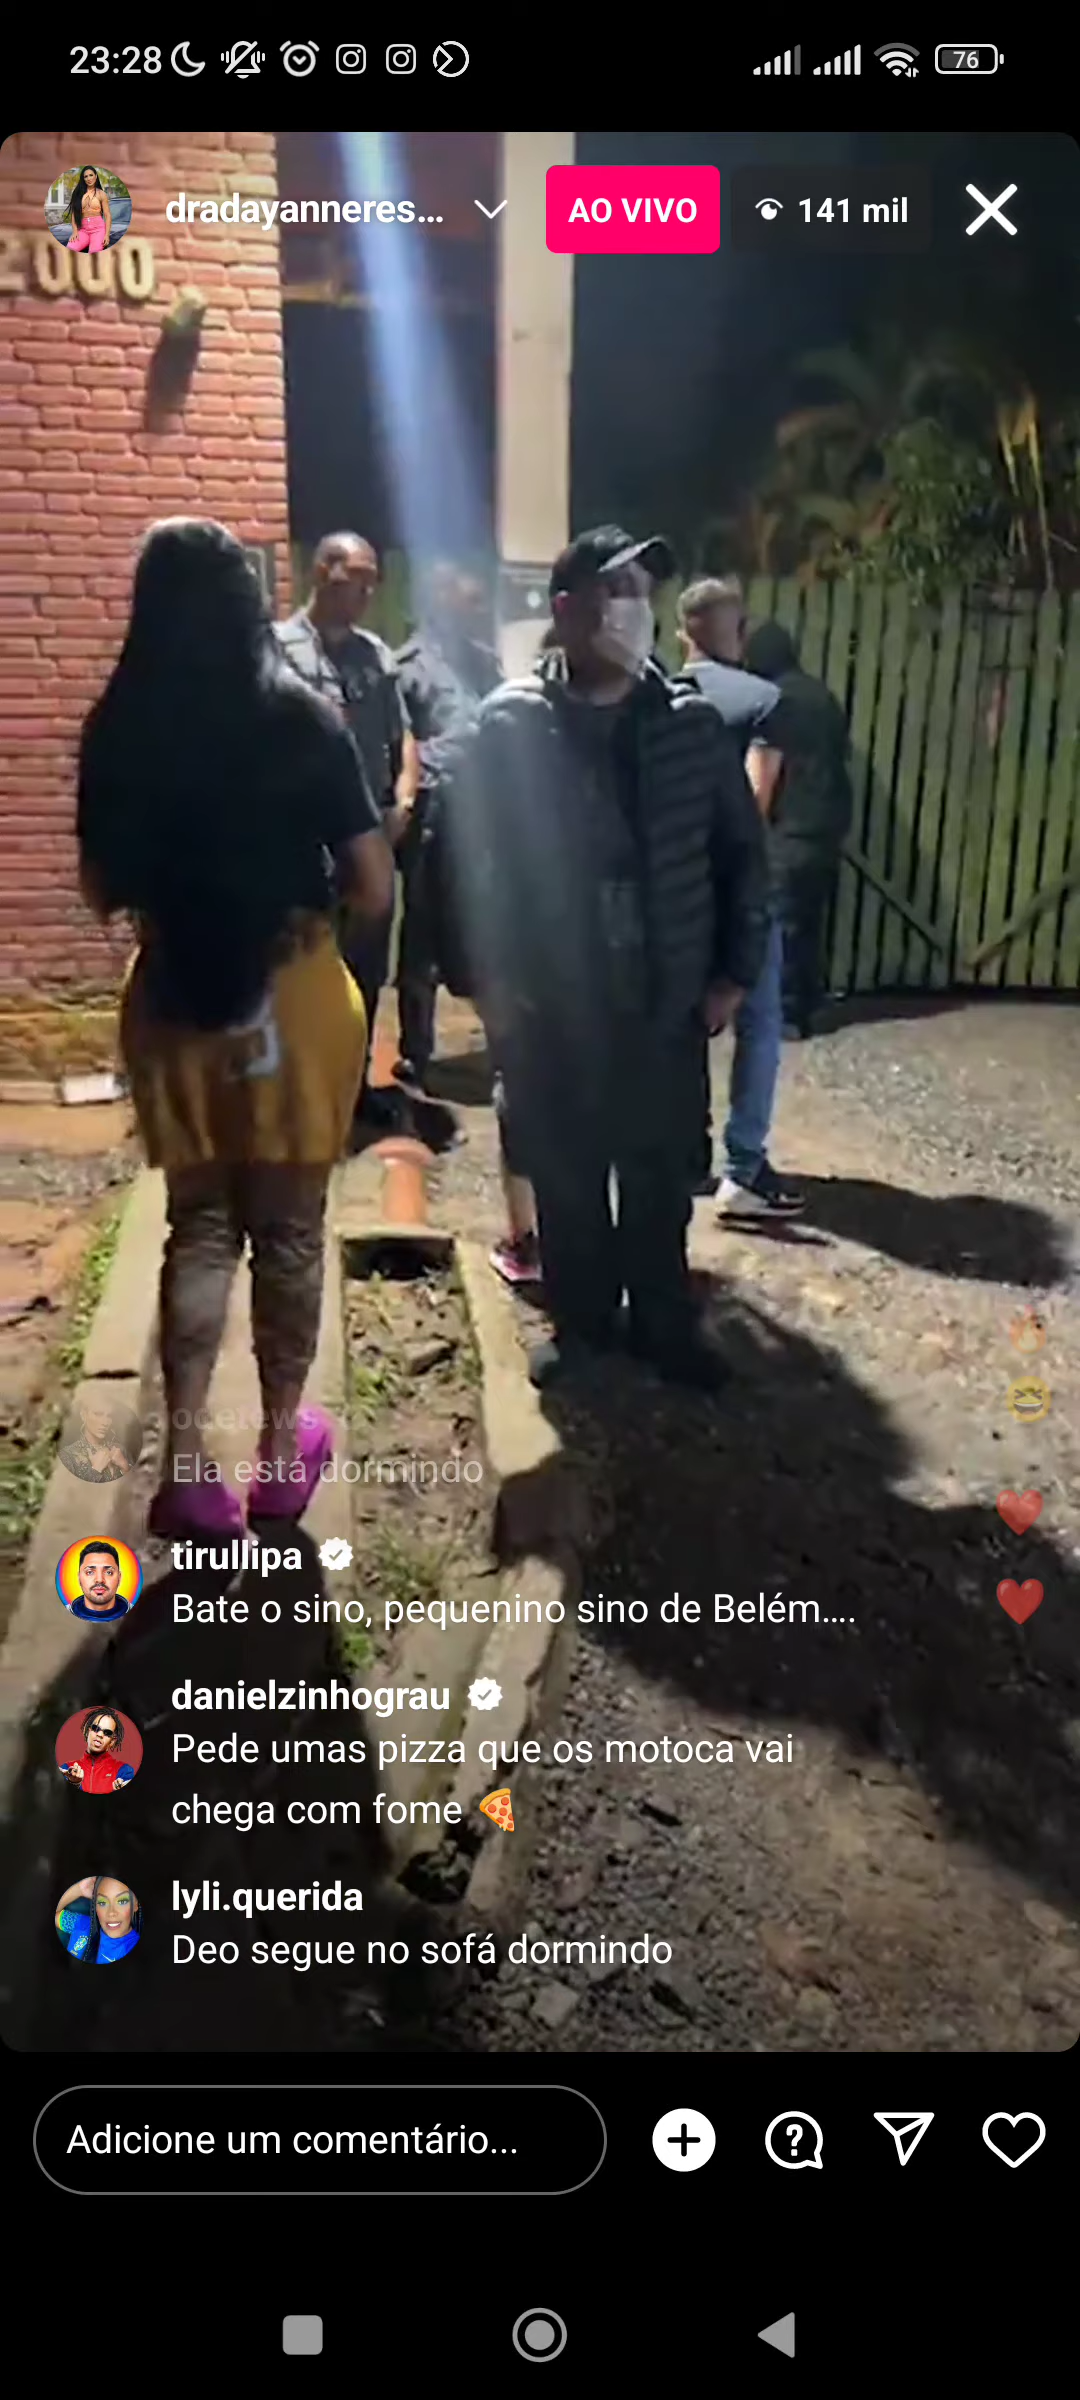 23:28
76
dradayanneres...
AO VIVO
141 mil
2000
Ela está dormindo
tirullipa
Bate o sino, pequenino sino de Belém....
danielzinhograu
Pede umas pizza que os motoca vai
chega com fome 🍕
lyli.querida
Deo segue no sofá dormindo
Adicione um comentário...